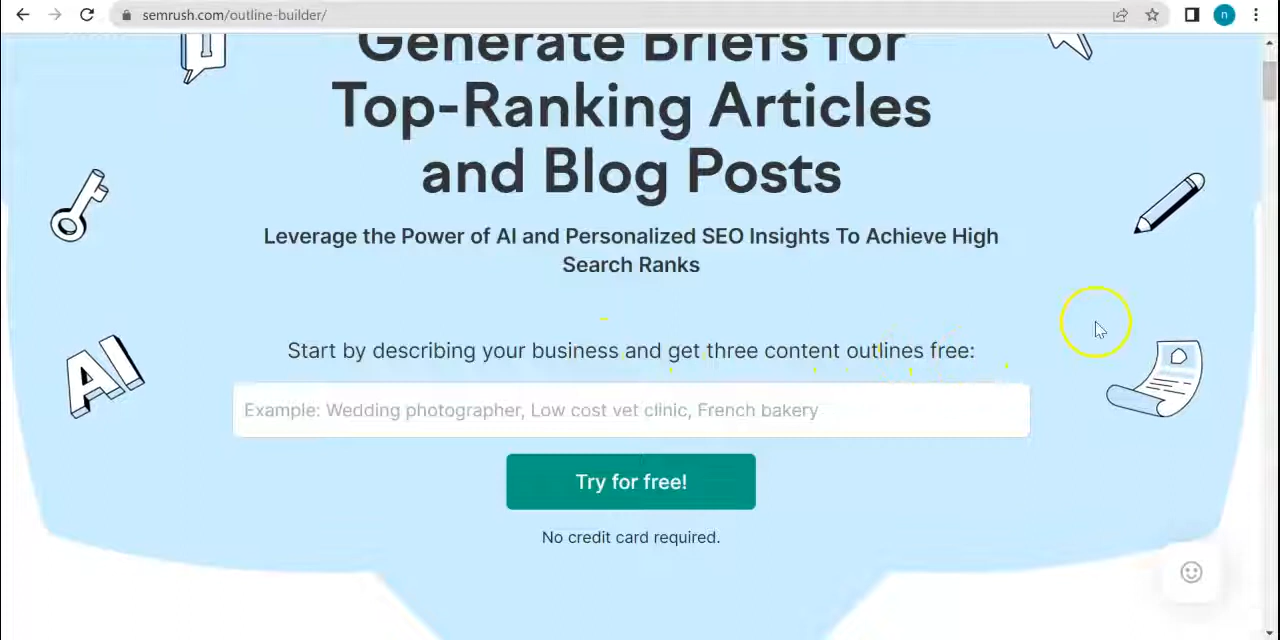 semrush.com/outline-builder/
n
Generate Briefs for
Top-Ranking Articles
and Blog Posts
Leverage the Power of AI and Personalized SEO Insights To Achieve High
Search Ranks
AI
Start by describing your business and get three content outlines free:
Example: Wedding photographer, Low cost vet clinic, French bakery
Try for free!
No credit card required.